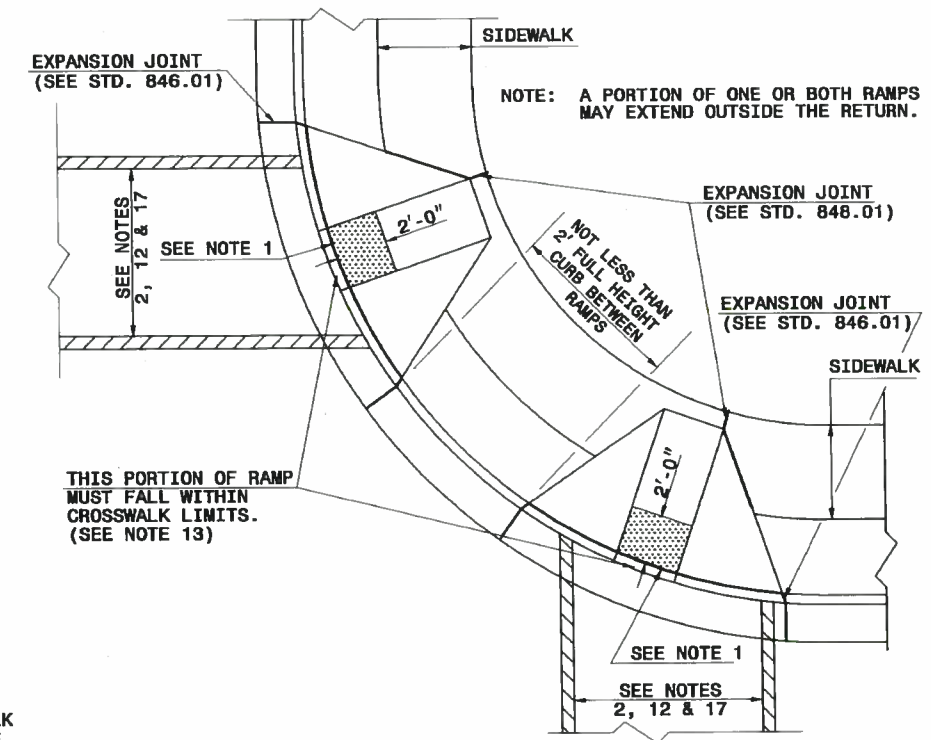 SIDEWALK
EXPANSION JOINT
(SEE STD. 846.01)
NOTE: A PORTION OF ONE OR BOTH RAMPS
MAY EXTEND OUTSIDE THE RETURN.
SEE NOTES
2, 12 & 17
SEE NOTE 1
2'-0"
EXPANSION JOINT
(SEE STD. 848.01)
NOT LESS THAN
2' FULL HEIGHT
CURB BETWEEN
RAMPS
EXPANSION JOINT
(SEE STD. 846.01)
SIDEWALK
THIS PORTION OF RAMP
MUST FALL WITHIN
CROSSWALK LIMITS.
(SEE NOTE 13)
2'-0"
SEE NOTE 1
SEE NOTES
2, 12 & 17
LK